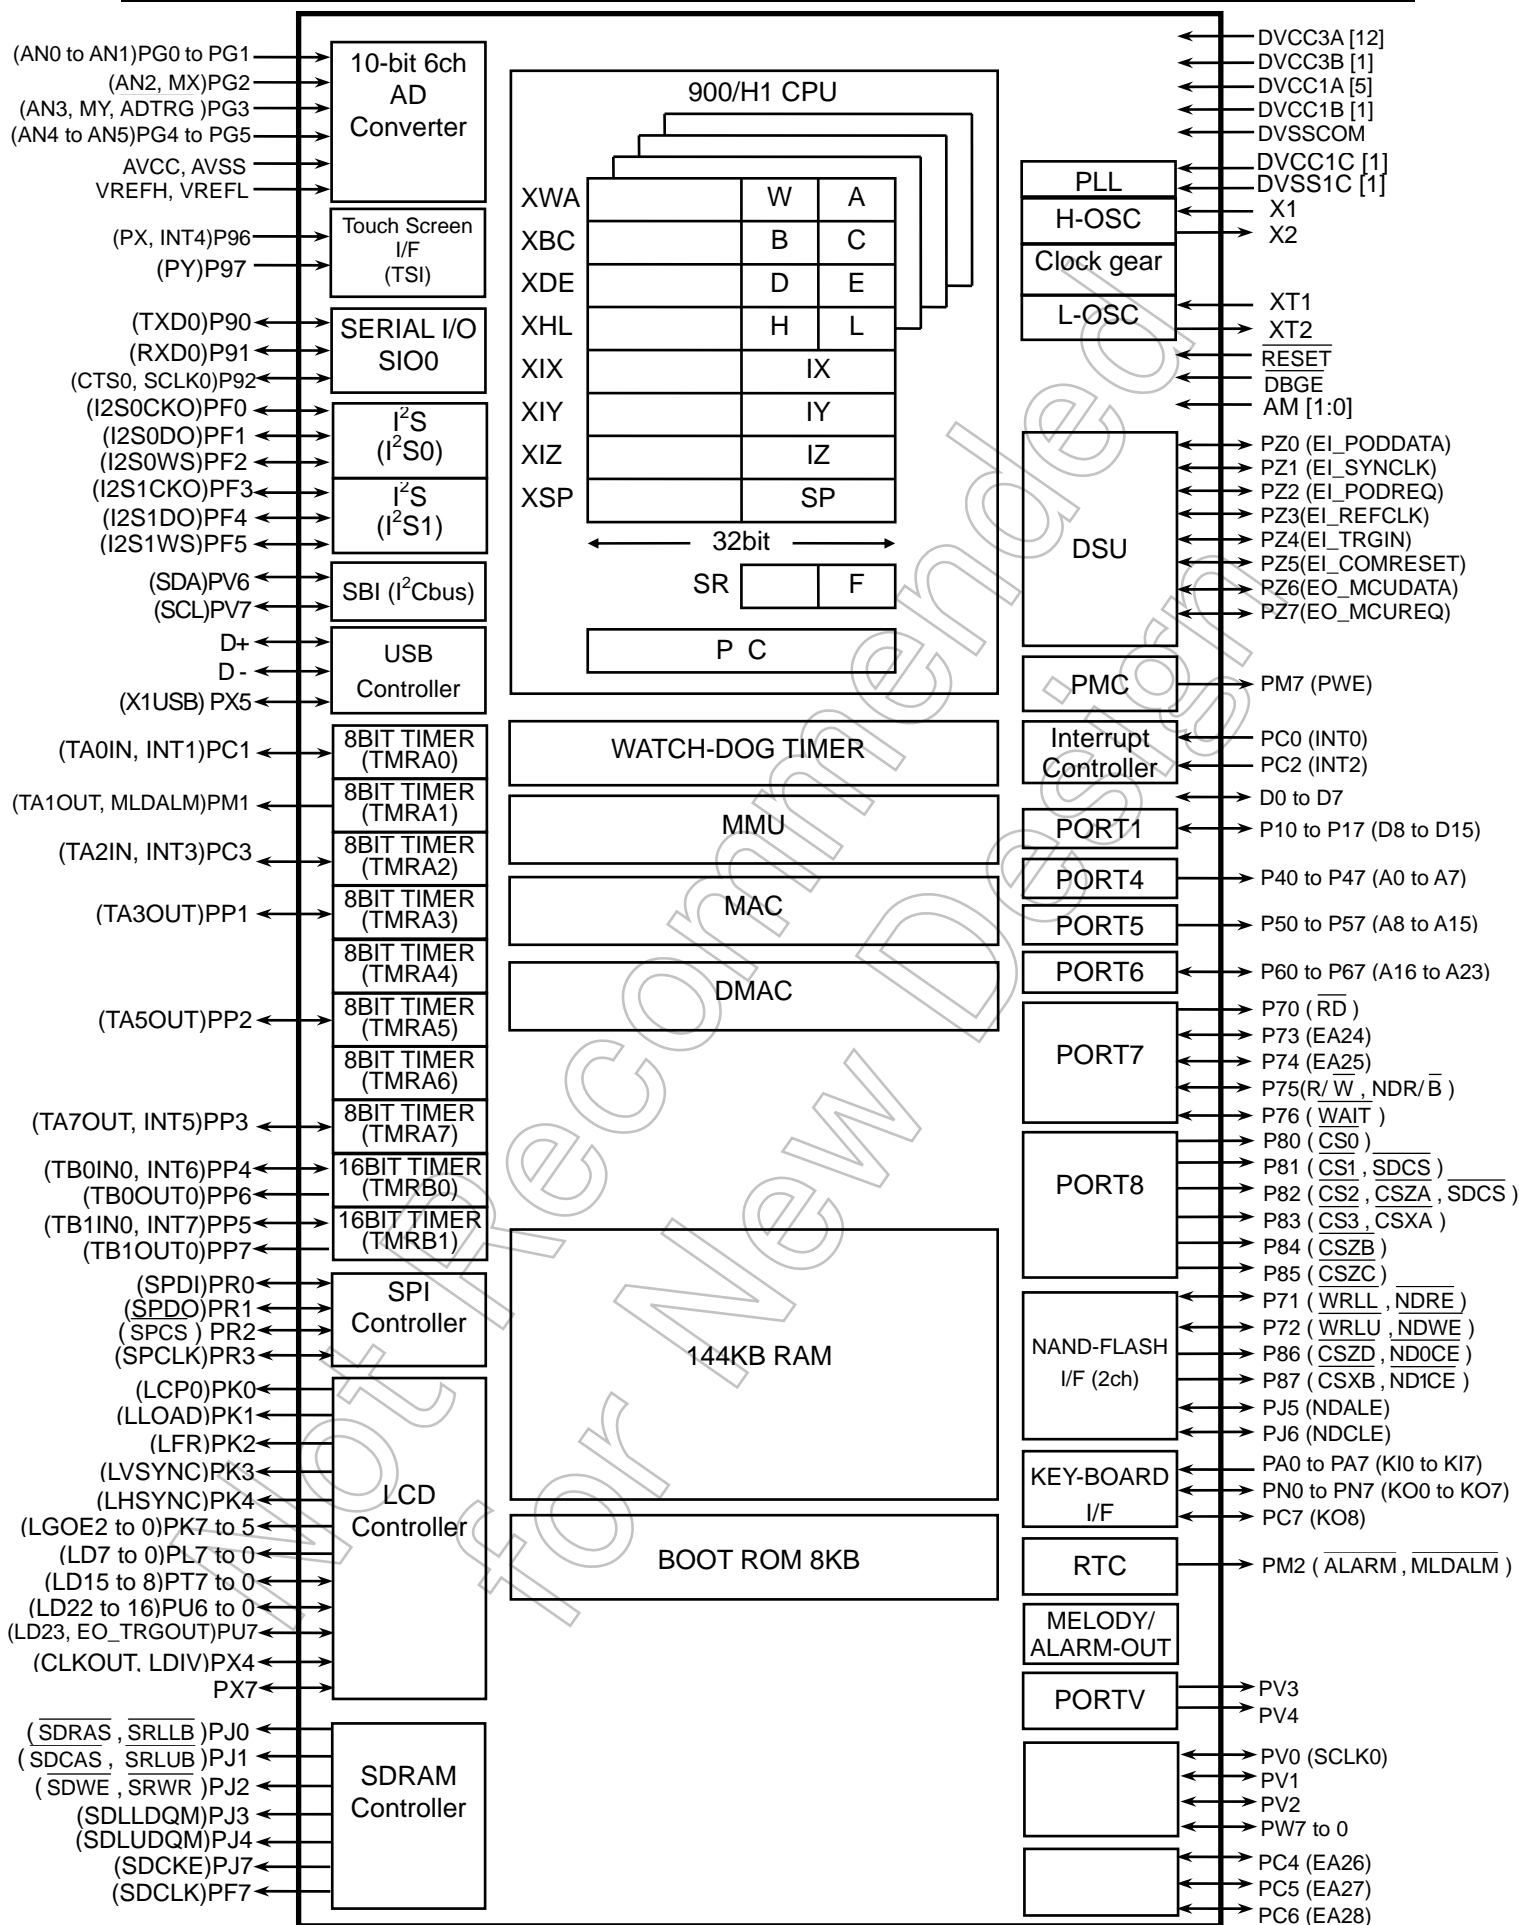 (AN0 to AN1)PG0 to PG1
(AN2, MX)PG2
(AN3, MY, ADTRG )PG3
(AN4 to AN5)PG4 to PG5
AVCC, AVSS
VREFH, VREFL
10-bit 6ch
AD
Converter
(PX, INT4)P96
(PY)P97
Touch Screen
I/F
(TSI)
(TXD0)P90
(RXD0)P91
(CTS0, SCLK0)P92
SERIAL I/O
SIO0
(I2S0CKO)PF0
(I2S0DO)PF1
(I2S0WS)PF2
I²S
(I²S0)
(I2S1CKO)PF3
(I2S1DO)PF4
(I2S1WS)PF5
I²S
(I²S1)
(SDA)PV6
(SCL)PV7
SBI (I²Cbus)
D+
D -
(X1USB) PX5
USB
Controller
(TA0IN, INT1)PC1
8BIT TIMER
(TMRA0)
(TA1OUT, MLDALM)PM1
8BIT TIMER
(TMRA1)
(TA2IN, INT3)PC3
8BIT TIMER
(TMRA2)
(TA3OUT)PP1
8BIT TIMER
(TMRA3)
8BIT TIMER
(TMRA4)
(TA5OUT)PP2
8BIT TIMER
(TMRA5)
8BIT TIMER
(TMRA6)
(TA7OUT, INT5)PP3
8BIT TIMER
(TMRA7)
(TB0IN0, INT6)PP4
(TB0OUT0)PP6
16BIT TIMER
(TMRB0)
(TB1IN0, INT7)PP5
(TB1OUT0)PP7
16BIT TIMER
(TMRB1)
(SPDI)PR0
(SPDO)PR1
( SPCS ) PR2
(SPCLK)PR3
SPI
Controller
(LCP0)PK0
(LLOAD)PK1
(LFR)PK2
(LVSYNC)PK3
(LHSYNC)PK4
(LGOE2 to 0)PK7 to 5
(LD7 to 0)PL7 to 0
(LD15 to 8)PT7 to 0
(LD22 to 16)PU6 to 0
(LD23, EO_TRGOUT)PU7
(CLKOUT, LDIV)PX4
PX7
LCD
Controller
( SDRAS , SRLLB )PJ0
( SDCAS , SRLUB )PJ1
( SDWE , SRWR )PJ2
(SDLLDQM)PJ3
(SDLUDQM)PJ4
(SDCKE)PJ7
(SDCLK)PF7
SDRAM
Controller
900/H1 CPU
XWA W A
XBC B C
XDE D E
XHL H L
XIX IX
XIY IY
XIZ IZ
XSP SP
32bit
SR F
P C
WATCH-DOG TIMER
MMU
MAC
DMAC
144KB RAM
BOOT ROM 8KB
DVCC3A [12]
DVCC3B [1]
DVCC1A [5]
DVCC1B [1]
DVSSCOM
PLL
DVCC1C [1]
DVSS1C [1]
H-OSC
X1
X2
Clock gear
L-OSC
XT1
XT2
RESET
DBGE
AM [1:0]
DSU
PZ0 (EI_PODDATA)
PZ1 (EI_SYNCLK)
PZ2 (EI_PODREQ)
PZ3(EI_REFCLK)
PZ4(EI_TRGIN)
PZ5(EI_COMRESET)
PZ6(EO_MCUDATA)
PZ7(EO_MCUREQ)
PMC
PM7 (PWE)
Interrupt
Controller
PC0 (INT0)
PC2 (INT2)
D0 to D7
PORT1
P10 to P17 (D8 to D15)
PORT4
P40 to P47 (A0 to A7)
PORT5
P50 to P57 (A8 to A15)
PORT6
P60 to P67 (A16 to A23)
PORT7
P70 ( RD )
P73 (EA24)
P74 (EA25)
P75(R/ W , NDR/ B )
P76 ( WAIT )
PORT8
P80 ( CS0 )
P81 ( CS1 , SDCS )
P82 ( CS2 , CSZA , SDCS )
P83 ( CS3 , CSXA )
P84 ( CSZB )
P85 ( CSZC )
NAND-FLASH
I/F (2ch)
P71 ( WRLL , NDRE )
P72 ( WRLU , NDWE )
P86 ( CSZD , ND0CE )
P87 ( CSXB , ND1CE )
PJ5 (NDALE)
PJ6 (NDCLE)
KEY-BOARD
I/F
PA0 to PA7 (KI0 to KI7)
PN0 to PN7 (KO0 to KO7)
PC7 (KO8)
RTC
PM2 ( ALARM , MLDALM )
MELODY/
ALARM-OUT
PORTV
PV3
PV4
PV0 (SCLK0)
PV1
PV2
PW7 to 0
PC4 (EA26)
PC5 (EA27)
PC6 (EA28)
Not Recommended
for New Design